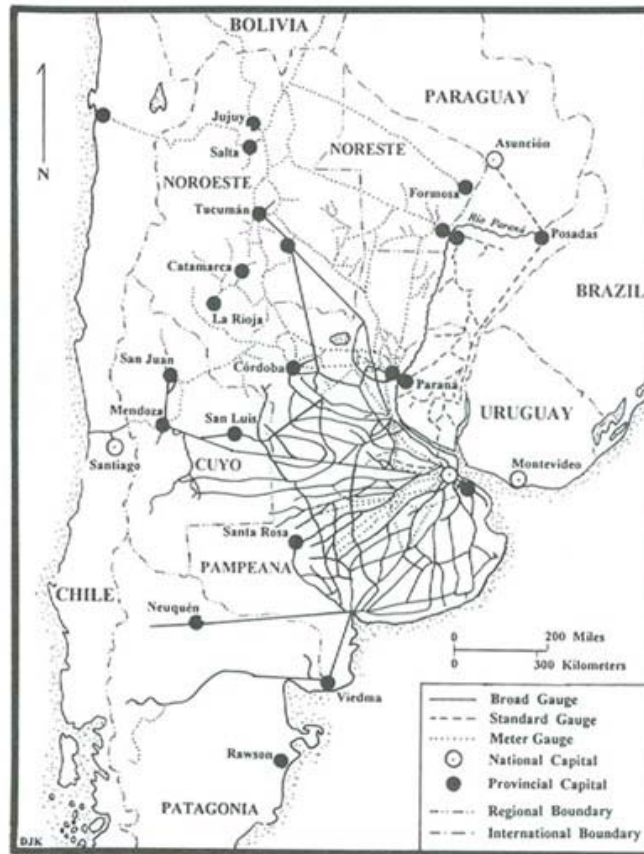 BOLIVIA
PARAGUAY
Jujuy
Asunción
Salta
NORESTE
N
NOROESTE
Formosa
Tucumán
Río Paraná
Posadas
Catamarca
BRAZIL
La Rioja
San Juan
Córdoba
Paraná
Mendoza
San Luis
URUGUAY
Santiago
CUYO
Montevideo
Santa Rosa
PAMPEANA
CHILE
Neuquén
0 200 Miles
0 300 Kilometers
Viedma
Broad Gauge
Standard Gauge
Meter Gauge
National Capital
Rawson
Provincial Capital
PATAGONIA
Regional Boundary
International Boundary
DJK